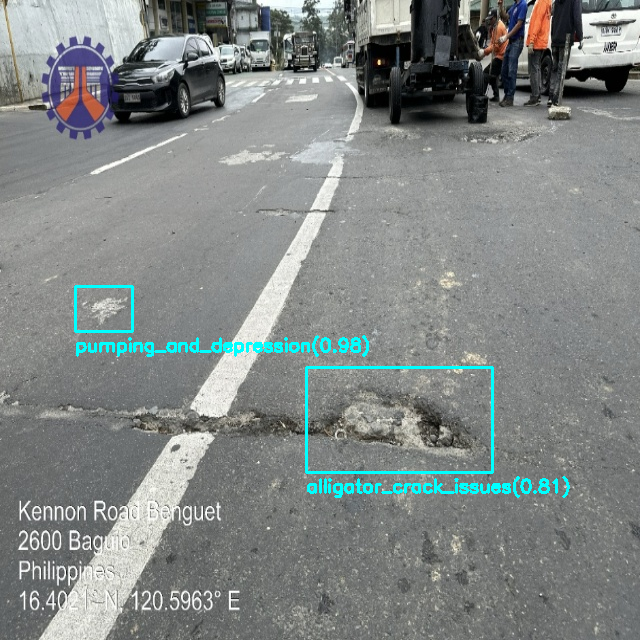 pumping_and_depression(0.98)
alligator_crack_issues(0.81)
Kennon Road Benguet
2600 Baguio
Philippines
16.4021° N, 120.5963° E